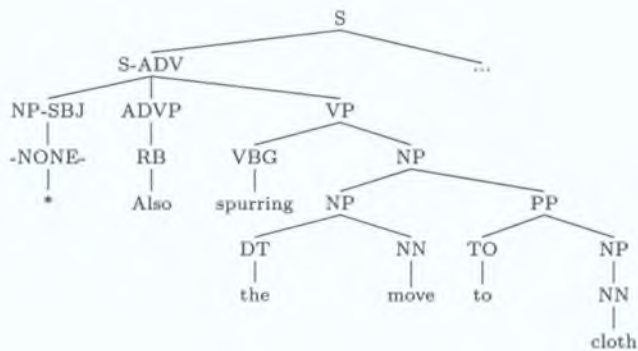 S
S-ADV ...
NP-SBJ ADVP VP
-NONE- RB VBG NP
* Also spurring NP PP
DT NN TO NP
the move to NN
cloth